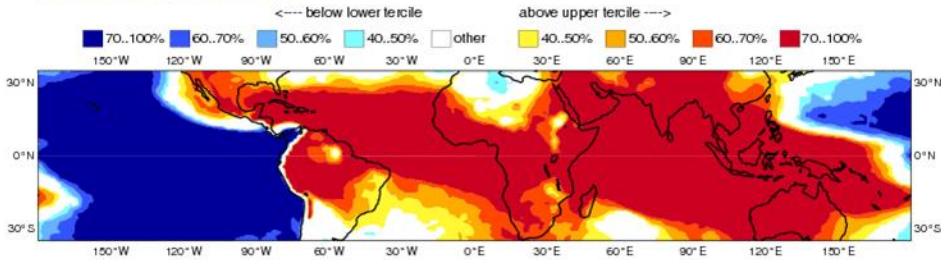 <---- below lower tercile above upper tercile ---->
70..100% 60..70% 50..60% 40..50% other 40..50% 50..60% 60..70% 70..100%
150°W 120°W 90°W 60°W 30°W 0°E 30°E 60°E 90°E 120°E 150°E
30°N 30°N
0°N 0°N
30°S 30°S
150°W 120°W 90°W 60°W 30°W 0°E 30°E 60°E 90°E 120°E 150°E